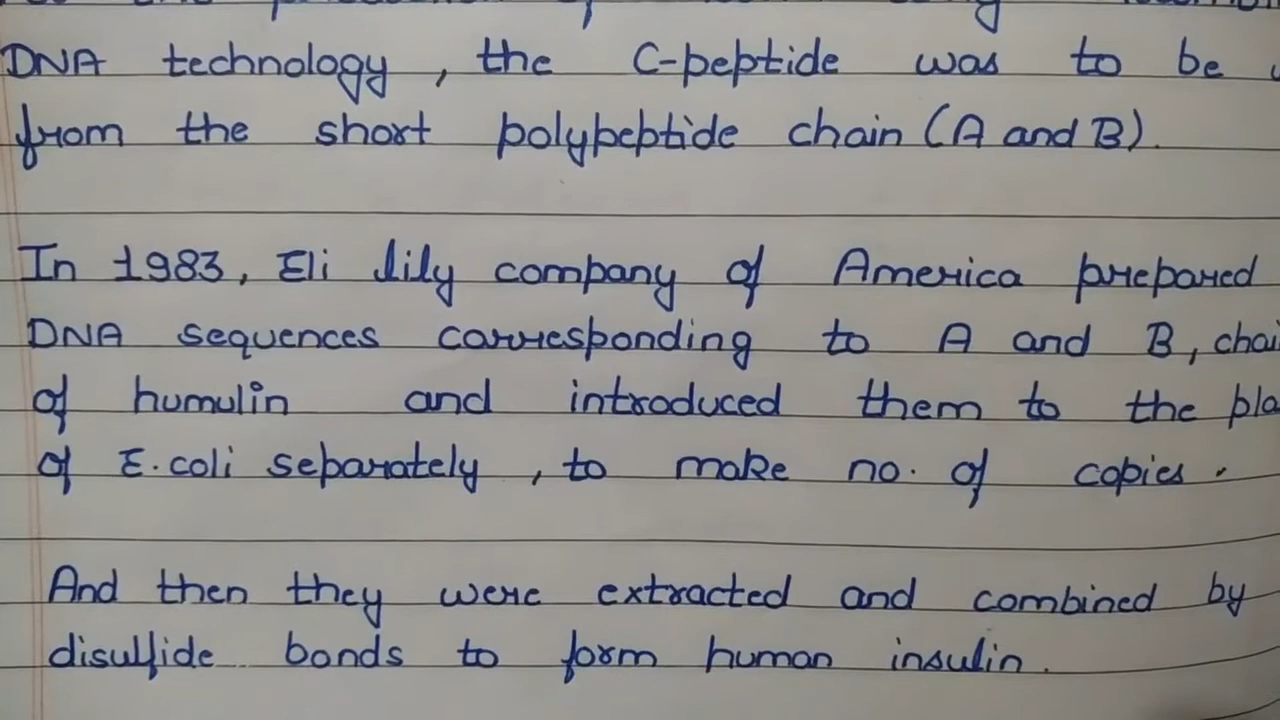 DNA technology, the C-peptide was to be
from the short polypeptide chain (A and B).
In 1983, Eli lily company of America prepared
DNA sequences corresponding to A and B, chai
of humulin and introduced them to the pla
of E.coli separately, to make no. of copies.
And then they were extracted and combined by
disulfide bonds to form human insulin.